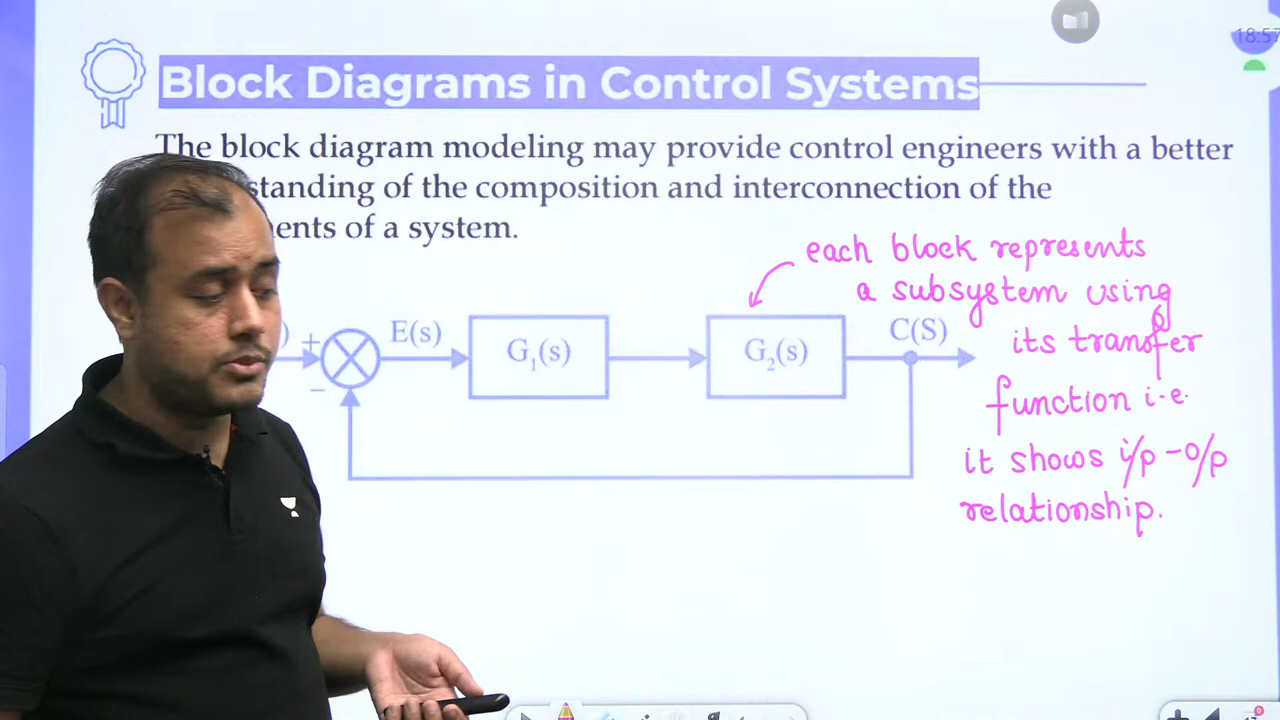 18:57
Block Diagrams in Control Systems
The block diagram modeling may provide control engineers with a better
standing of the composition and interconnection of the
ents of a system.
each block represents
a subsystem using
its transfer
function i.e.
it shows i/p - o/p
relationship.
) + E(s) G₁(s) G₂(s) C(S)
−